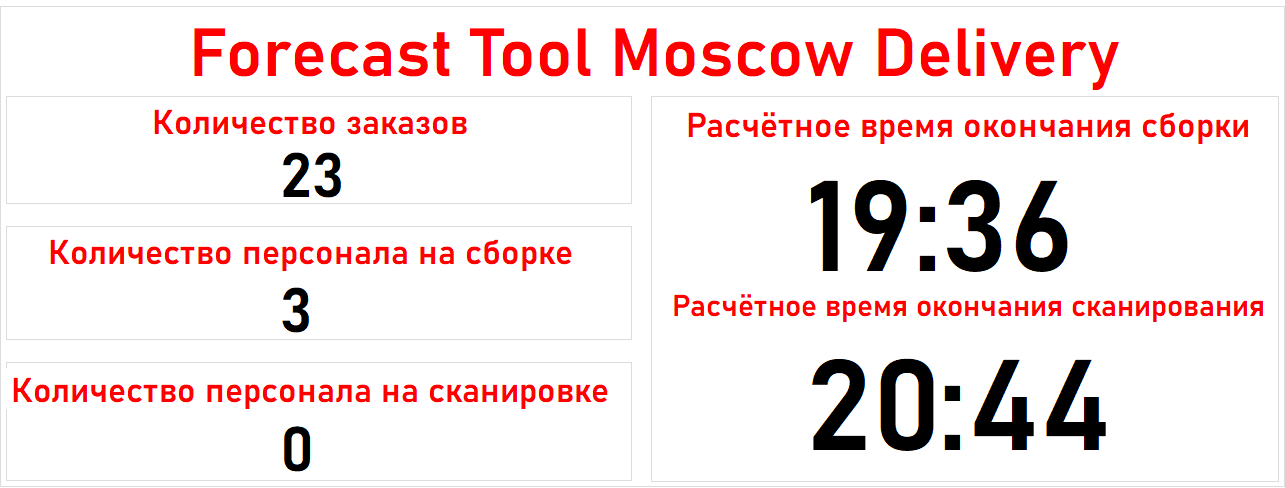 Forecast Tool Moscow Delivery
Количество заказов
23
Количество персонала на сборке
3
Количество персонала на сканировке
0
Расчётное время окончания сборки
19:36
Расчётное время окончания сканирования
20:44